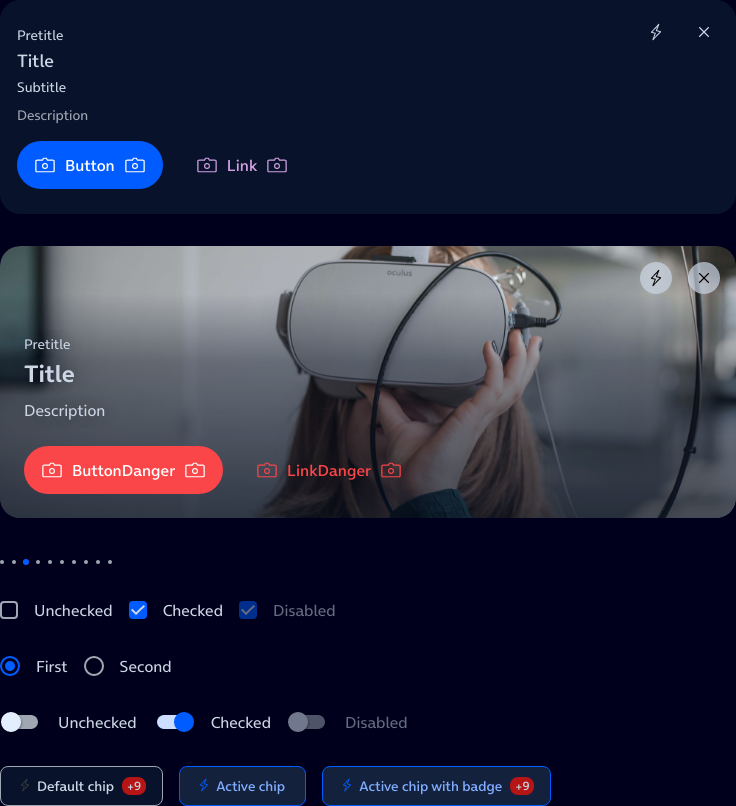 Pretitle
Title
Subtitle
Description
Button
Link
oculus
Pretitle
Title
Description
ButtonDanger
LinkDanger
Unchecked Checked Disabled
First Second
Unchecked Checked Disabled
Default chip +9 Active chip Active chip with badge +9